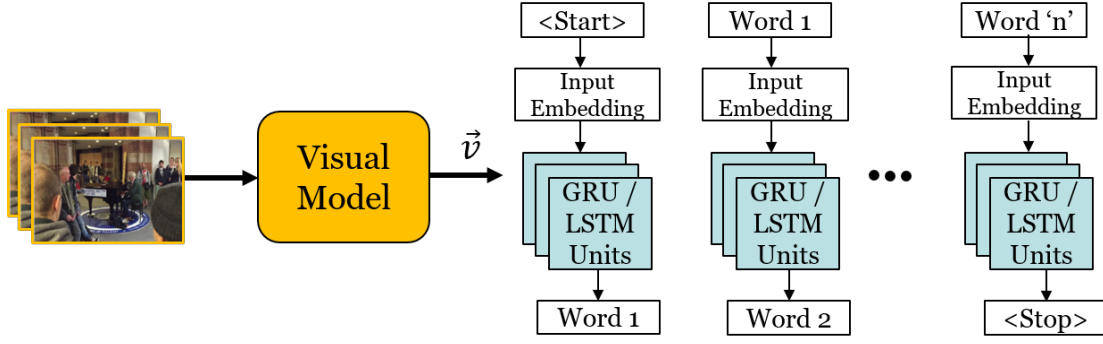 <Start>
Word 1
Word ‘n’
Input
Embedding
Input
Embedding
Input
Embedding
Visual
Model
v⃗
GRU /
LSTM
Units
GRU /
LSTM
Units
GRU /
LSTM
Units
Word 1
Word 2
<Stop>